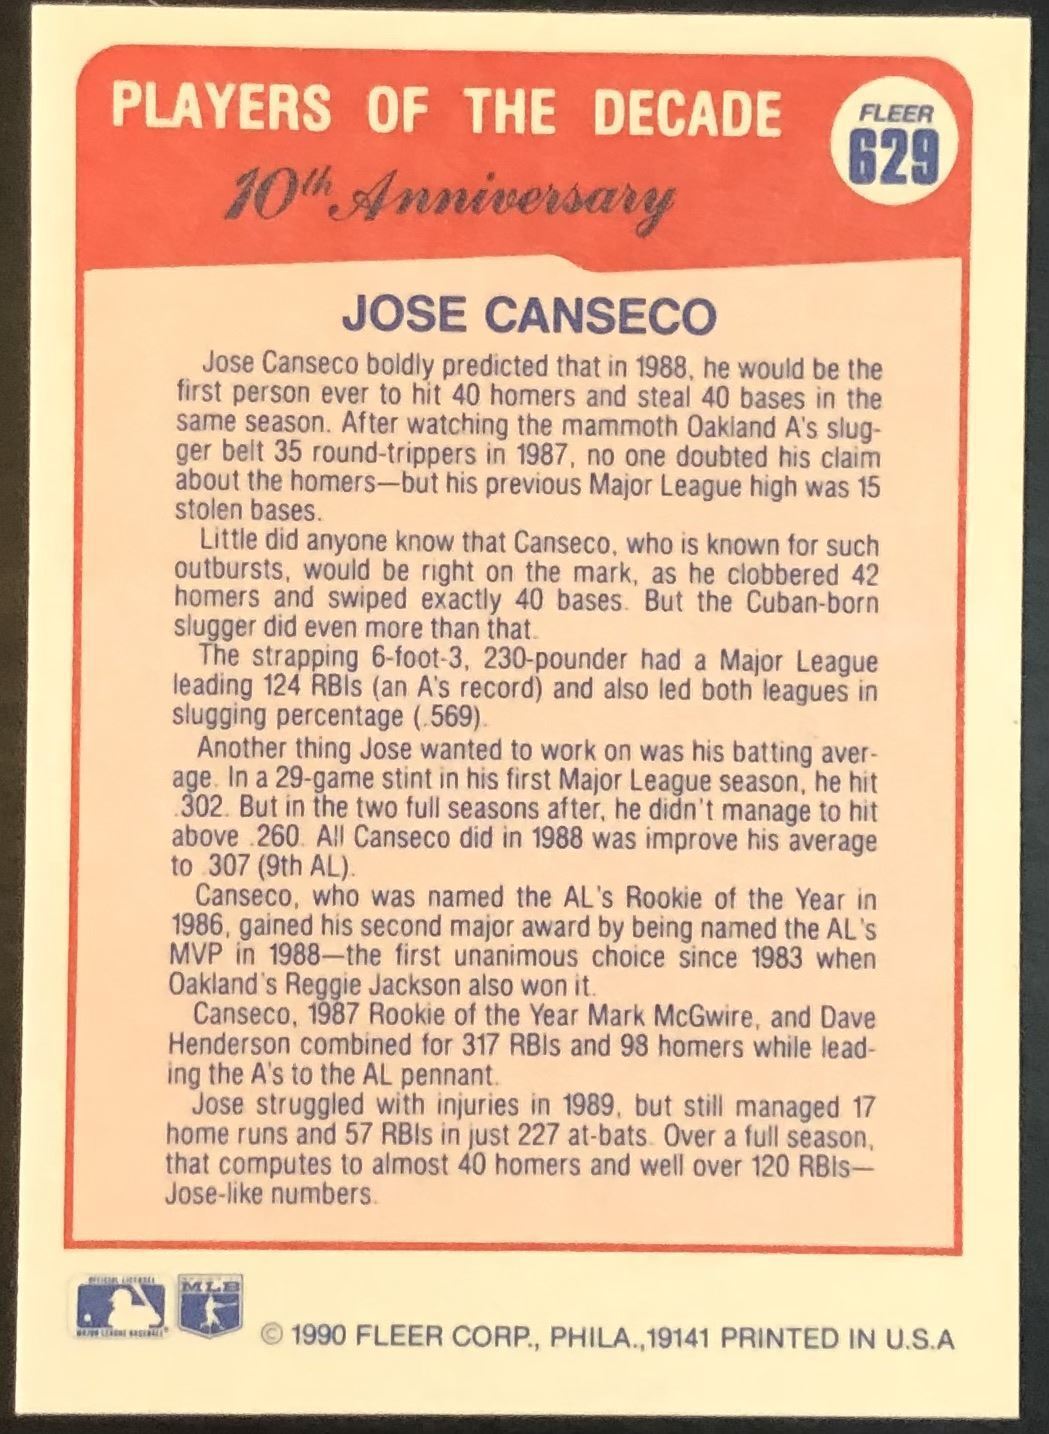 PLAYERS OF THE DECADE
FLEER
629
10th Anniversary
JOSE CANSECO
Jose Canseco boldly predicted that in 1988, he would be the
first person ever to hit 40 homers and steal 40 bases in the
same season. After watching the mammoth Oakland A's slug-
ger belt 35 round-trippers in 1987, no one doubted his claim
about the homers—but his previous Major League high was 15
stolen bases.
Little did anyone know that Canseco, who is known for such
outbursts, would be right on the mark, as he clobbered 42
homers and swiped exactly 40 bases. But the Cuban-born
slugger did even more than that.
The strapping 6-foot-3, 230-pounder had a Major League
leading 124 RBIs (an A's record) and also led both leagues in
slugging percentage (.569).
Another thing Jose wanted to work on was his batting aver-
age. In a 29-game stint in his first Major League season, he hit
.302. But in the two full seasons after, he didn't manage to hit
above .260. All Canseco did in 1988 was improve his average
to .307 (9th AL).
Canseco, who was named the AL's Rookie of the Year in
1986, gained his second major award by being named the AL's
MVP in 1988—the first unanimous choice since 1983 when
Oakland's Reggie Jackson also won it.
Canseco, 1987 Rookie of the Year Mark McGwire, and Dave
Henderson combined for 317 RBIs and 98 homers while lead-
ing the A's to the AL pennant.
Jose struggled with injuries in 1989, but still managed 17
home runs and 57 RBIs in just 227 at-bats. Over a full season,
that computes to almost 40 homers and well over 120 RBIs—
Jose-like numbers.
OFFICIAL LICENSEE
MAJOR LEAGUE BASEBALL
MLB
© 1990 FLEER CORP., PHILA.,19141 PRINTED IN U.S.A